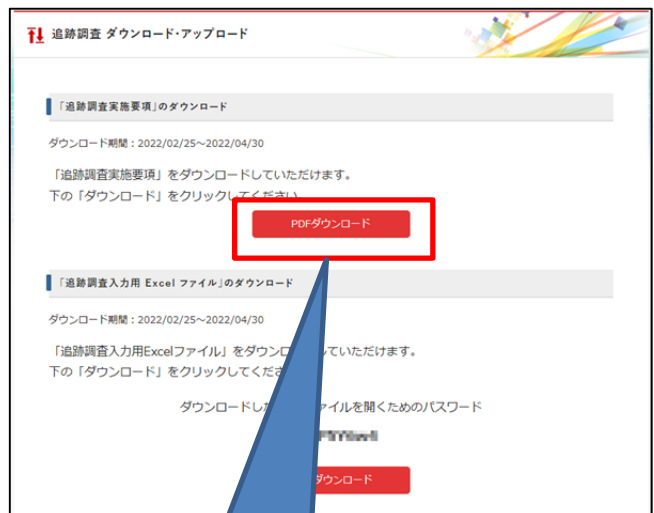 追跡調査 ダウンロード・アップロード
「追跡調査実施要項」のダウンロード
ダウンロード期間：2022/02/25～2022/04/30
「追跡調査実施要項」をダウンロードしていただけます。
下の「ダウンロード」をクリックしてください
PDFダウンロード
「追跡調査入力用 Excel ファイル」のダウンロード
ダウンロード期間：2022/02/25～2022/04/30
「追跡調査入力用Excelファイル」をダウンロ していただけます。
下の「ダウンロード」をクリックしてくださ
ダウンロードした ァイルを開くためのパスワード
ダウンロード